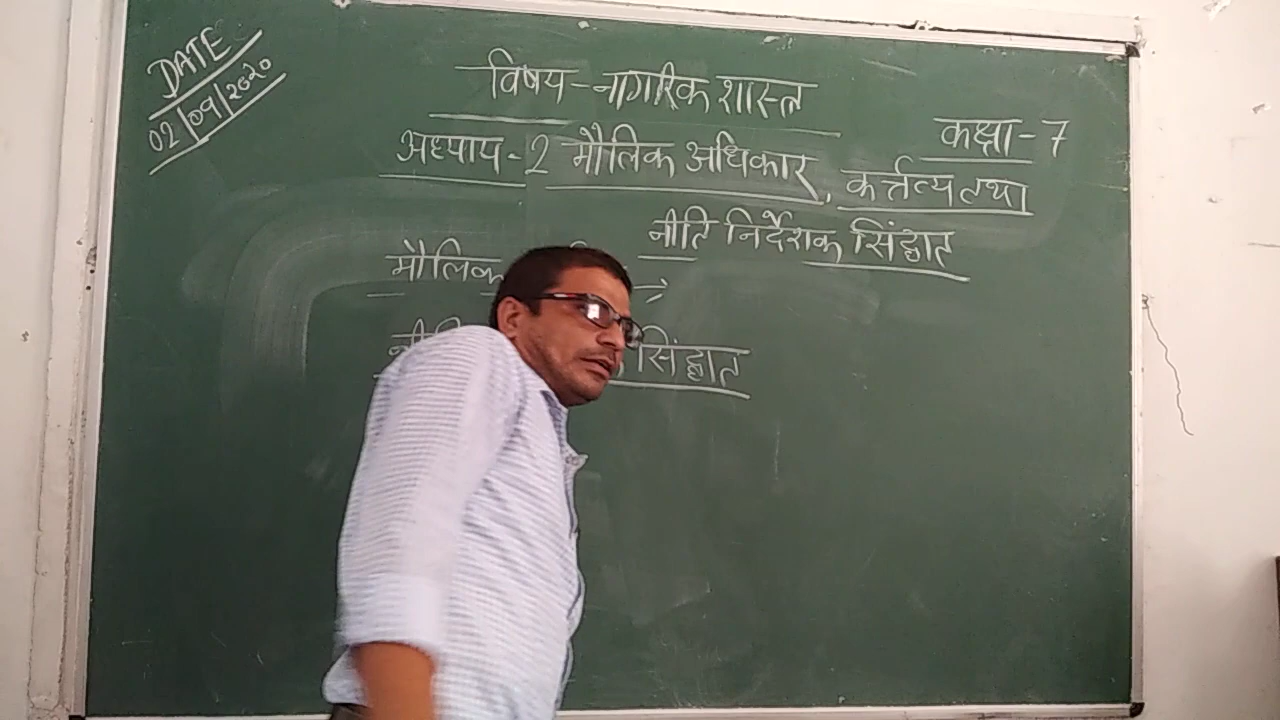 DATE
02/09/2020
विषय-नागरिक शास्त्र
कक्षा-7
अध्याय-2 मौलिक अधिकार, कर्त्तव्य तथा
नीति निर्देशक सिंद्धात
मौलिक
सिंद्धात